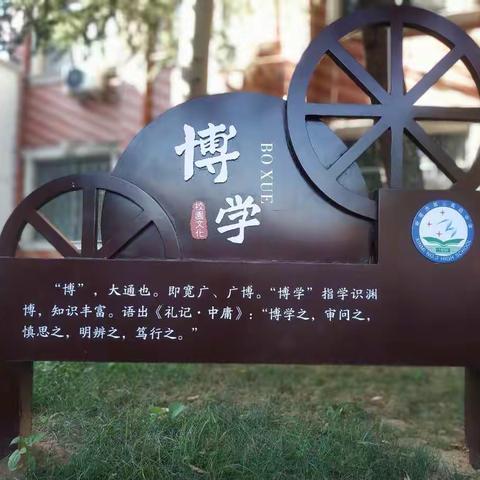 博学
BO XUE
校园文化
“博”，大通也。即宽广、广博。“博学”指学识渊
博，知识丰富。语出《礼记·中庸》：“博学之，审问之，
慎思之，明辨之，笃行之。”